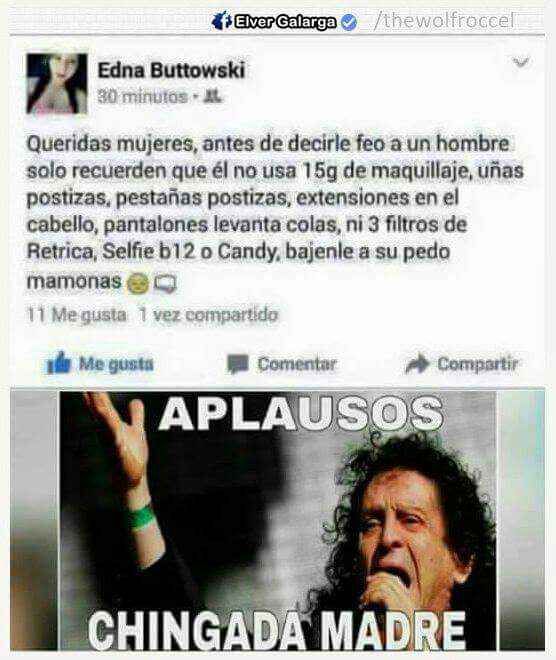 Elver Galarga /thewolfroccel
Edna Buttowski
30 minutos
Queridas mujeres, antes de decirle feo a un hombre
solo recuerden que él no usa 15g de maquillaje, uñas
postizas, pestañas postizas, extensiones en el
cabello, pantalones levanta colas, ni 3 filtros de
Retrica, Selfie b12 o Candy, bajenle a su pedo
mamonas
11 Me gusta 1 vez compartido
Me gusta Comentar Compartir
APLAUSOS
CHINGADA MADRE